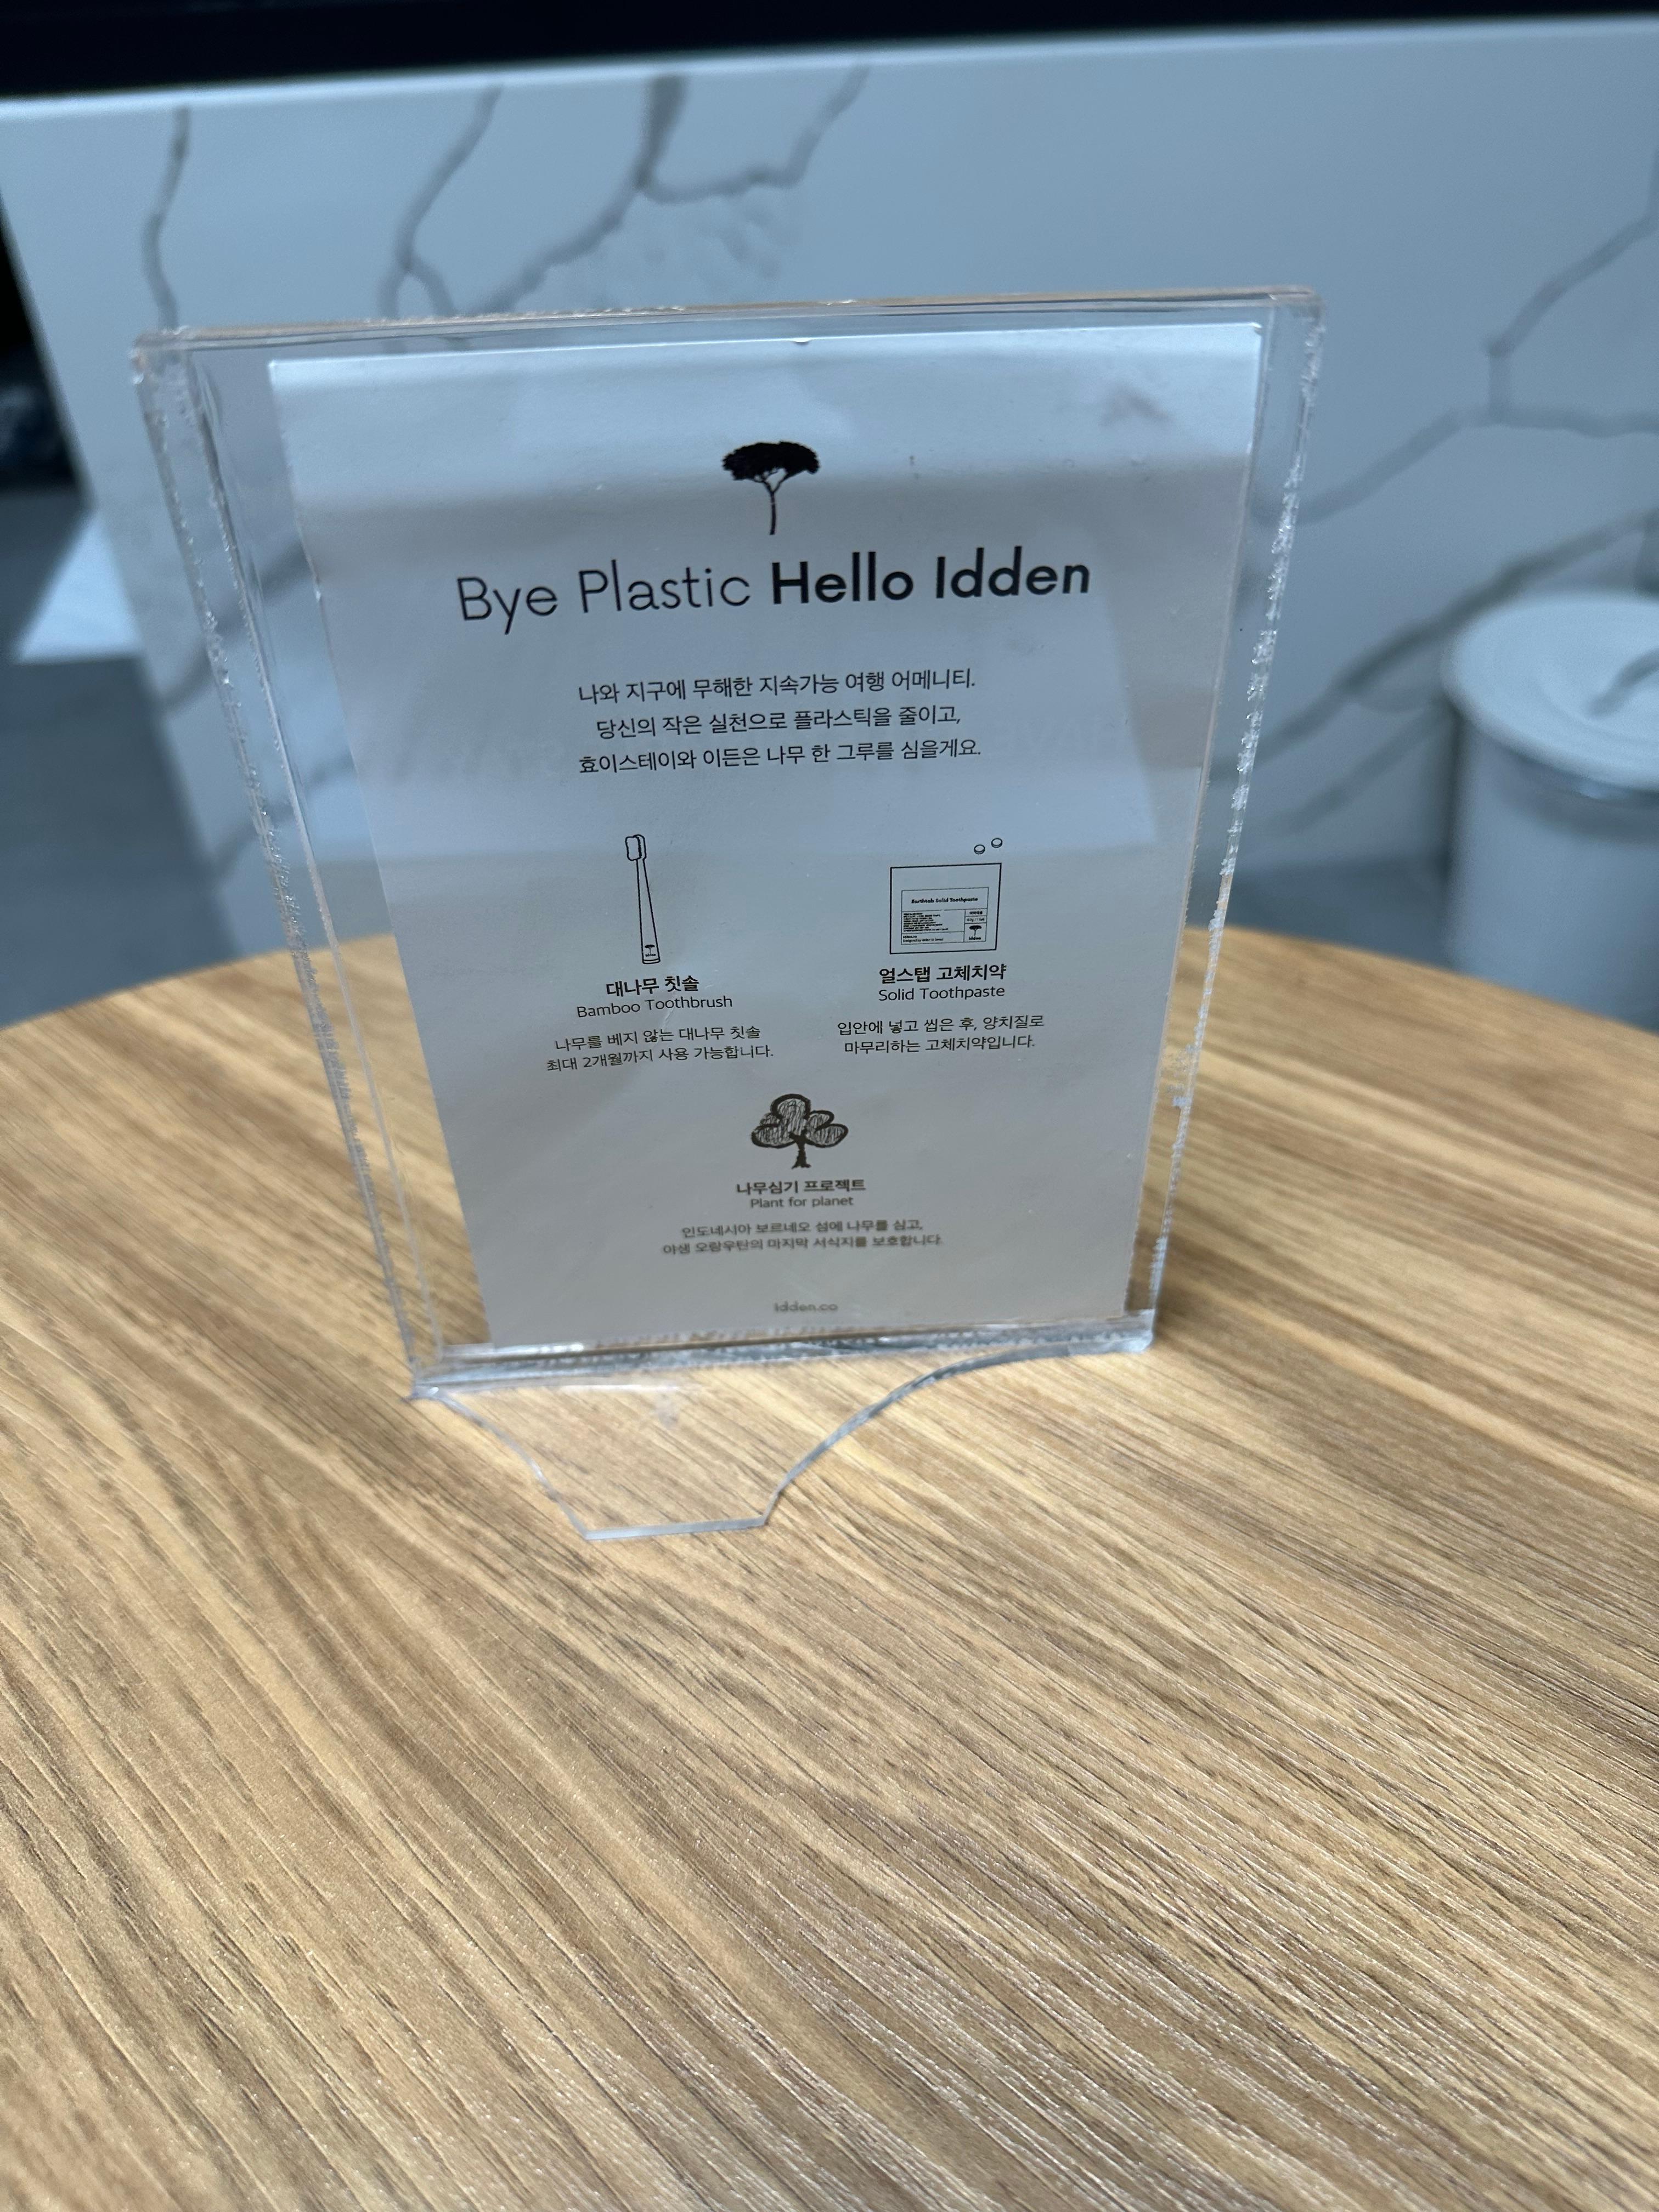 Bye Plastic Hello Idden
나와 지구에 무해한 지속가능 여행 어메니티.
당신의 작은 실천으로 플라스틱을 줄이고,
효이스테이와 이든은 나무 한 그루를 심을게요.
Earthtab Solid Toothpaste
idden
대나무 칫솔
Bamboo Toothbrush
나무를 베지 않는 대나무 칫솔
최대 2개월까지 사용 가능합니다.
얼스탭 고체치약
Solid Toothpaste
입안에 넣고 씹은 후, 양치질로
마무리하는 고체치약입니다.
나무심기 프로젝트
Plant for planet
인도네시아 보르네오 섬에 나무를 심고,
야생 오랑우탄의 마지막 서식지를 보호합니다.
idden.co